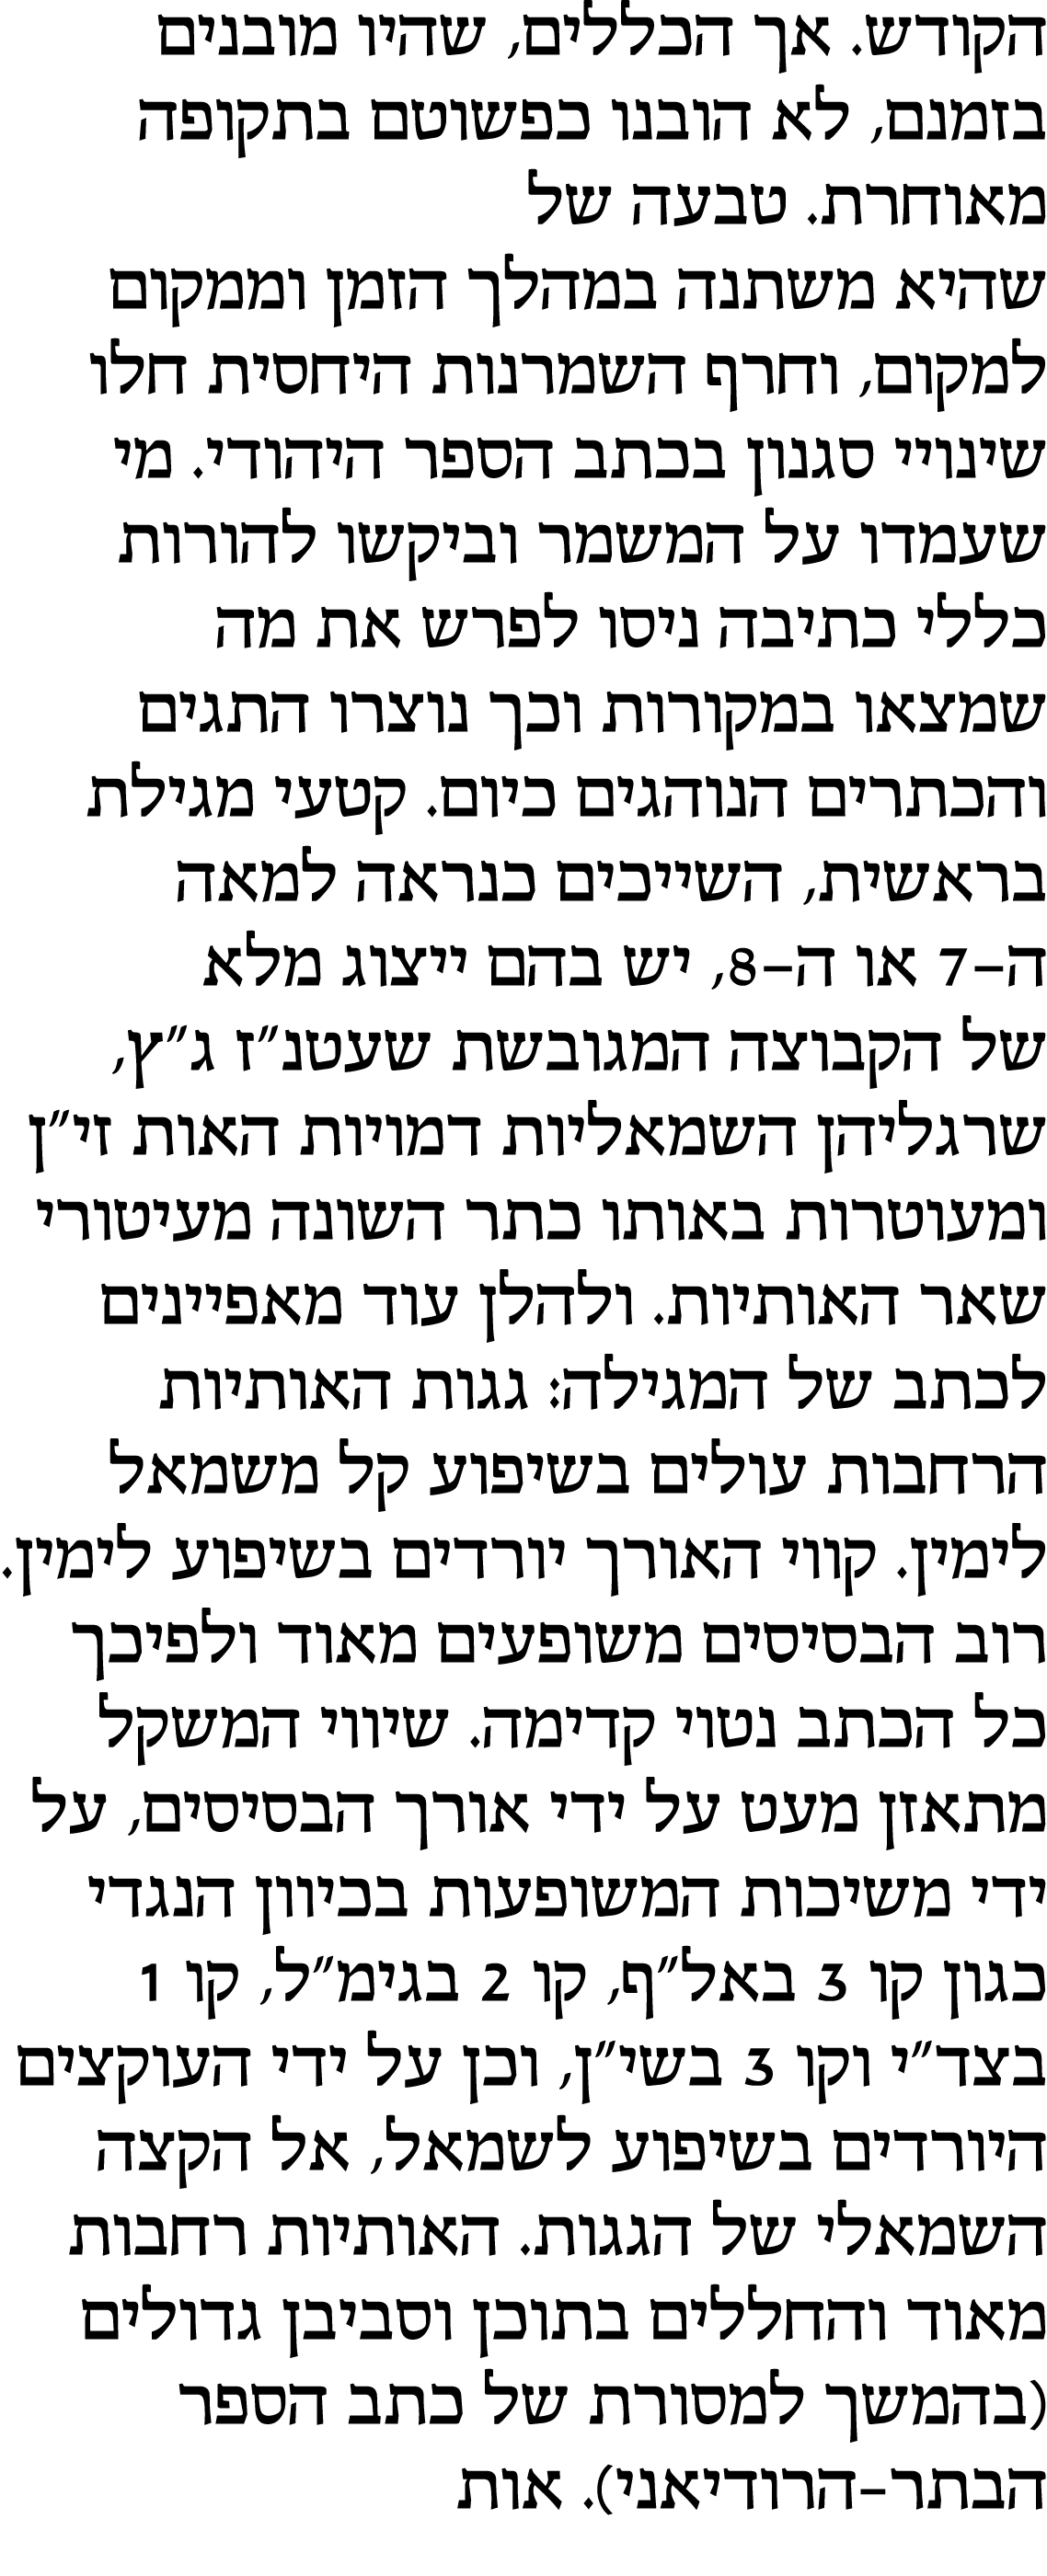 הקודש. אך הכללים, שהיו מובנים
בזמנם, לא הובנו כפשוטם בתקופה
מאוחרת. טבעה של
שהיא משתנה במהלך הזמן וממקום
למקום, וחרף השמרנות היחסית חלו
שינויי סגנון בכתב הספר היהודי. מי
שעמדו על המשמר וביקשו להורות
כללי כתיבה ניסו לפרש את מה
שמצאו במקורות וכך נוצרו התגים
והכתרים הנוהגים כיום. קטעי מגילת
בראשית, השייכים כנראה למאה
ה-7 או ה-8, יש בהם ייצוג מלא
של הקבוצה המגובשת שעטנ"ז ג"ץ,
שרגליהן השמאליות דמויות האות זי"ן
ומעוטרות באותו כתר השונה מעיטורי
שאר האותיות. ולהלן עוד מאפיינים
לכתב של המגילה: גגות האותיות
הרחבות עולים בשיפוע קל משמאל
לימין. קווי האורך יורדים בשיפוע לימין.
רוב הבסיסים משופעים מאוד ולפיכך
כל הכתב נטוי קדימה. שיווי המשקל
מתאזן מעט על ידי אורך הבסיסים, על
ידי משיכות המשופעות בכיוון הנגדי
כגון קו 3 באל"ף, קו 2 בגימ"ל, קו 1
בצד"י וקו 3 בשי"ן, וכן על ידי העוקצים
היורדים בשיפוע לשמאל, אל הקצה
השמאלי של הגגות. האותיות רחבות
מאוד והחללים בתוכן וסביבן גדולים
(בהמשך למסורת של כתב הספר
הבתר-הרודיאני). אות